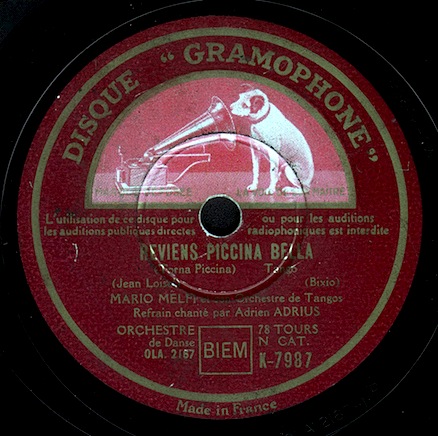 DISQUE "GRAMOPHONE"
L'utilisation de ce disque pour ou pour les auditions
les auditions publiques directes radiophoniques est interdite
REVIENS PICCINA BELLA
(Torna Piccina) Tango
(Jean Loisel) (Bixio)
MARIO MELFI et son Orchestre de Tangos
Refrain chanté par Adrien ADRIUS
ORCHESTRE 78 TOURS
de Danse BIEM N CAT.
OLA. 2167 K-7987
Made in France